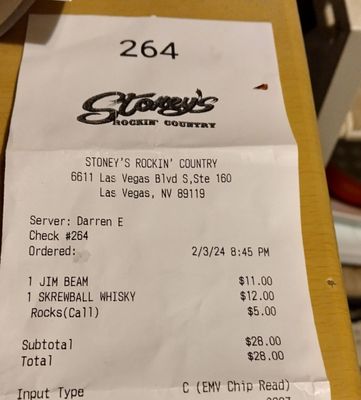 264
Stoney's
ROCKIN' COUNTRY
STONEY'S ROCKIN' COUNTRY
6611 Las Vegas Blvd S,Ste 160
Las Vegas, NV 89119
Server: Darren E
Check #264
Ordered: 2/3/24 8:45 PM
1 JIM BEAM $11.00
1 SKREWBALL WHISKY $12.00
Rocks(Call) $5.00
Subtotal $28.00
Total $28.00
Input Type C (EMV Chip Read)